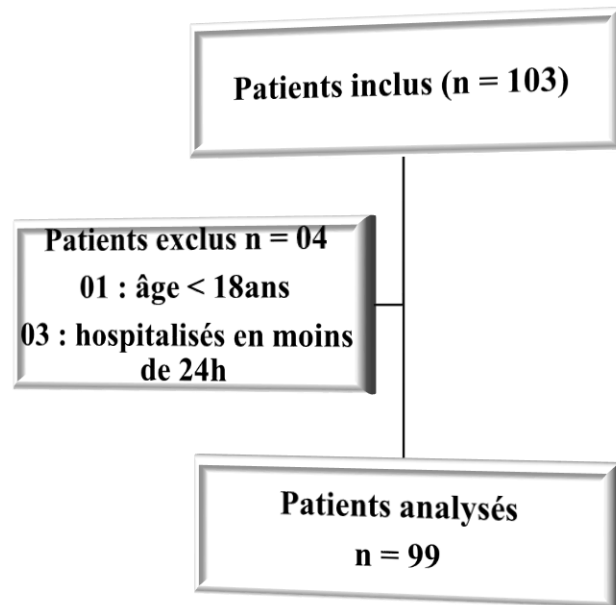 Patients inclus (n = 103)
Patients exclus n = 04
01 : âge < 18ans
03 : hospitalisés en moins
de 24h
Patients analysés
n = 99